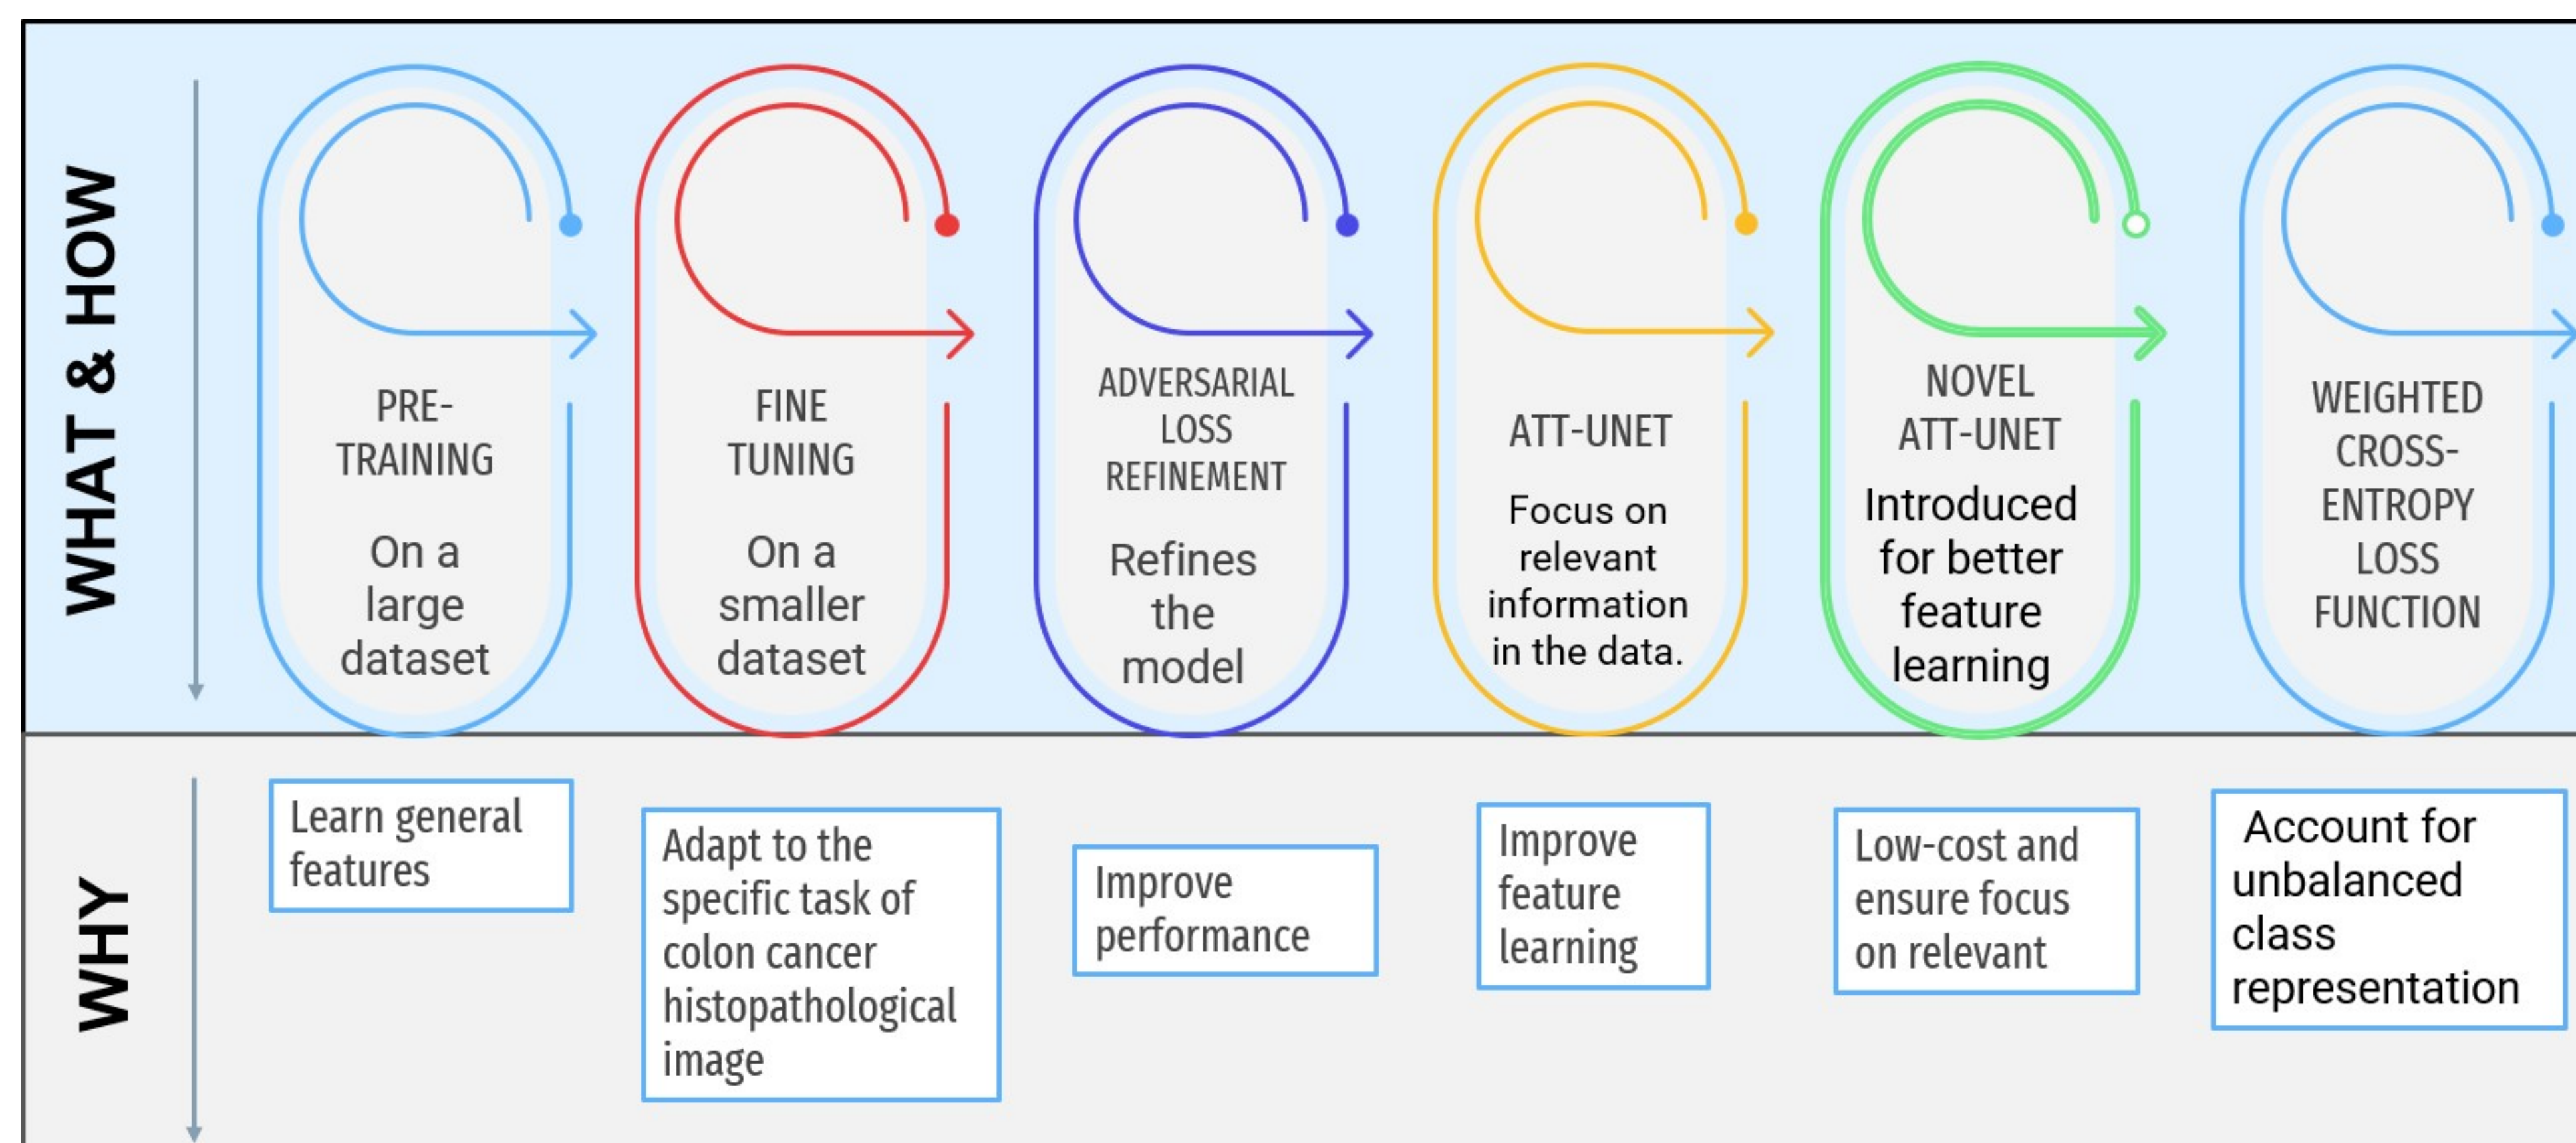 WHAT & HOW
PRE-
TRAINING
On a
large
dataset
FINE
TUNING
On a
smaller
dataset
ADVERSARIAL
LOSS
REFINEMENT
Refines
the
model
ATT-UNET
Focus on
relevant
information
in the data.
NOVEL
ATT-UNET
Introduced
for better
feature
learning
WEIGHTED
CROSS-
ENTROPY
LOSS
FUNCTION
WHY
Learn general
features
Adapt to the
specific task of
colon cancer
histopathological
image
Improve
performance
Improve
feature
learning
Low-cost and
ensure focus
on relevant
Account for
unbalanced
class
representation